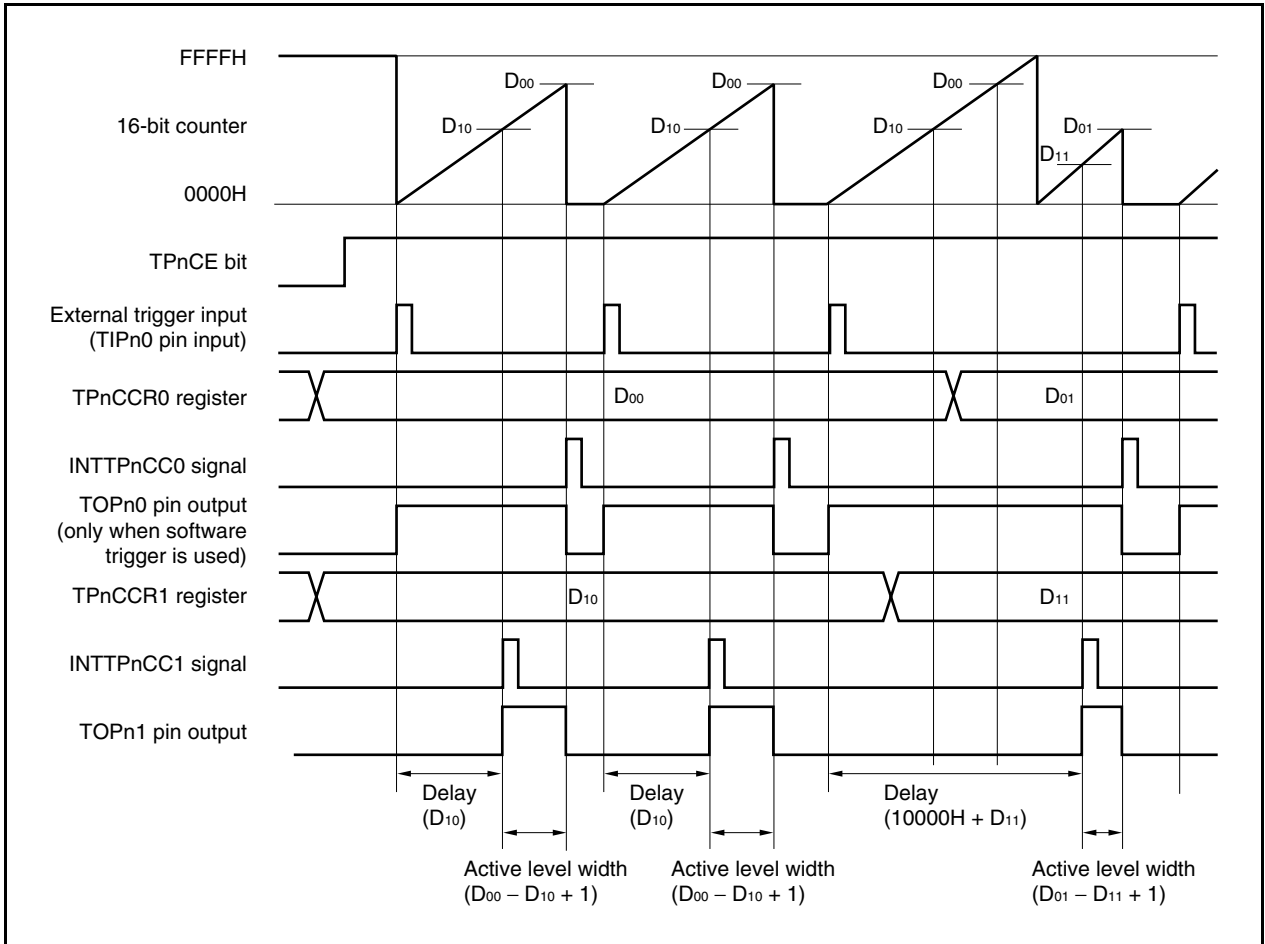 FFFFH
D00
D00
D00
16-bit counter
D10
D10
D10
D01
D11
0000H
TPnCE bit
External trigger input
(TIPn0 pin input)
TPnCCR0 register
D00
D01
INTTPnCC0 signal
TOPn0 pin output
(only when software
trigger is used)
TPnCCR1 register
D10
D11
INTTPnCC1 signal
TOPn1 pin output
Delay
(D10)
Delay
(D10)
Delay
(10000H + D11)
Active level width
(D00 − D10 + 1)
Active level width
(D00 − D10 + 1)
Active level width
(D01 − D11 + 1)